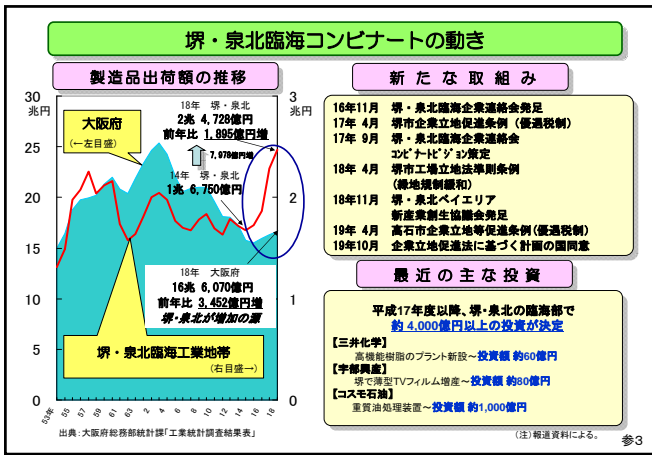 堺・泉北臨海コンビナートの動き
製造品出荷額の推移
30
兆円
25
20
15
10
5
0
3
兆円
2
1
0
大阪府
(←左目盛)
18年 堺・泉北
2兆 4,728億円
前年比 1,895億円増
7,978億円増
14年 堺・泉北
1兆 6,750億円
18年 大阪府
16兆 6,070億円
前年比 3,452億円増
堺・泉北が増加の源
堺・泉北臨海工業地帯
(右目盛→)
53年 55 57 59 61 63 2 4 6 8 10 12 14 16 18
出典:大阪府総務部統計課「工業統計調査結果表」
新たな取組み
16年11月 堺・泉北臨海企業連絡会発足
17年 4月 堺市企業立地促進条例(優遇税制)
17年 9月 堺・泉北臨海企業連絡会
コンビナートビジョン策定
18年 4月 堺市工場立地法準則条例
(緑地規制緩和)
18年11月 堺・泉北ベイエリア
新産業創生協議会発足
19年 4月 高石市企業立地等促進条例(優遇税制)
19年10月 企業立地促進法に基づく計画の国同意
最近の主な投資
平成17年度以降、堺・泉北の臨海部で
約 4,000億円以上の投資が決定
【三井化学】
高機能樹脂のプラント新設~投資額 約60億円
【宇部興産】
堺で薄型TVフィルム増産~投資額 約80億円
【コスモ石油】
重質油処理装置~投資額 約1,000億円
(注)報道資料による。
参3